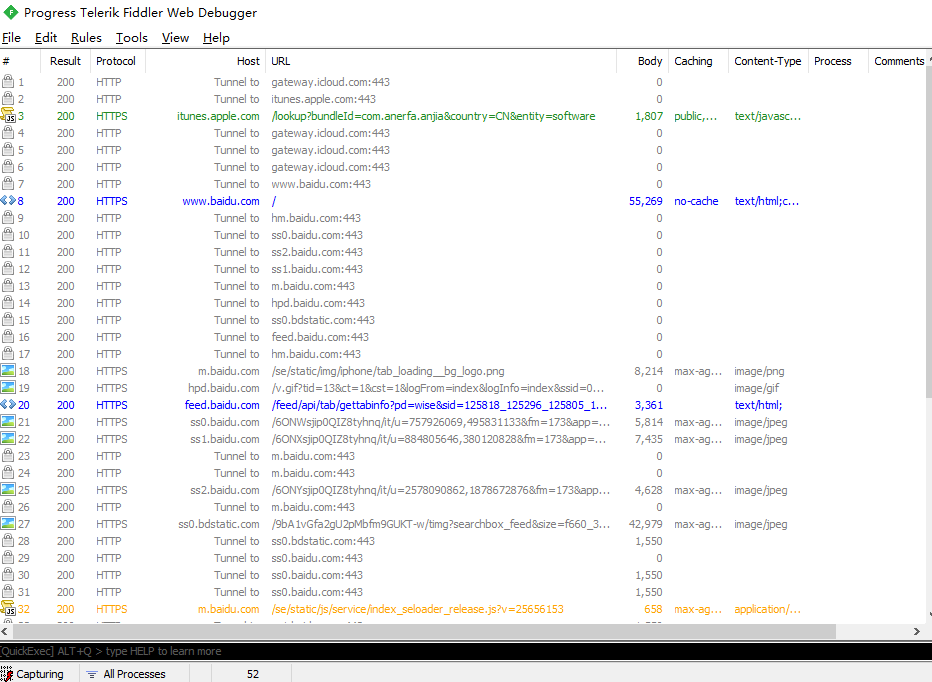 Progress Telerik Fiddler Web Debugger
File Edit Rules Tools View Help
# Result Protocol Host URL Body Caching Content-Type Process Comments
1 200 HTTP Tunnel to gateway.icloud.com:443 0
2 200 HTTP Tunnel to itunes.apple.com:443 0
3 200 HTTPS itunes.apple.com /lookup?bundleId=com.anerfa.anjia&country=CN&entity=software 1,807 public,... text/javasc...
4 200 HTTP Tunnel to gateway.icloud.com:443 0
5 200 HTTP Tunnel to gateway.icloud.com:443 0
6 200 HTTP Tunnel to gateway.icloud.com:443 0
7 200 HTTP Tunnel to www.baidu.com:443 0
8 200 HTTPS www.baidu.com / 55,269 no-cache text/html;c...
9 200 HTTP Tunnel to hm.baidu.com:443 0
10 200 HTTP Tunnel to ss0.baidu.com:443 0
11 200 HTTP Tunnel to ss2.baidu.com:443 0
12 200 HTTP Tunnel to ss1.baidu.com:443 0
13 200 HTTP Tunnel to m.baidu.com:443 0
14 200 HTTP Tunnel to hpd.baidu.com:443 0
15 200 HTTP Tunnel to ss0.bdstatic.com:443 0
16 200 HTTP Tunnel to feed.baidu.com:443 0
17 200 HTTP Tunnel to hm.baidu.com:443 0
18 200 HTTPS m.baidu.com /se/static/img/iphone/tab_loading__bg_logo.png 8,214 max-ag... image/png
19 200 HTTPS hpd.baidu.com /v.gif?tid=13&ct=1&cst=1&logFrom=index&logInfo=index&ssid=0... 0 image/gif
20 200 HTTPS feed.baidu.com /feed/api/tab/gettabinfo?pd=wise&sid=125818_125296_125805_1... 3,361 text/html;
21 200 HTTPS ss0.baidu.com /6ONWsjip0QIZ8tyhnq/it/u=757926069,495831133&fm=173&app=... 5,814 max-ag... image/jpeg
22 200 HTTPS ss1.baidu.com /6ONXsjip0QIZ8tyhnq/it/u=884805646,380120828&fm=173&app=... 7,435 max-ag... image/jpeg
23 200 HTTP Tunnel to m.baidu.com:443 0
24 200 HTTP Tunnel to m.baidu.com:443 0
25 200 HTTPS ss2.baidu.com /6ONYsjip0QIZ8tyhnq/it/u=2578090862,1878672876&fm=173&app... 4,628 max-ag... image/jpeg
26 200 HTTP Tunnel to m.baidu.com:443 0
27 200 HTTPS ss0.bdstatic.com /9bA1vGfa2gU2pMbfm9GUKT-w/timg?searchbox_feed&size=f660_3... 42,979 max-ag... image/jpeg
28 200 HTTP Tunnel to ss0.bdstatic.com:443 1,550
29 200 HTTP Tunnel to ss0.baidu.com:443 0
30 200 HTTP Tunnel to ss0.baidu.com:443 1,550
31 200 HTTP Tunnel to ss0.baidu.com:443 1,550
32 200 HTTPS m.baidu.com /se/static/js/service/index_seloader_release.js?v=25656153 658 max-ag... application/...
[QuickExec] ALT+Q > type HELP to learn more
Capturing All Processes 52